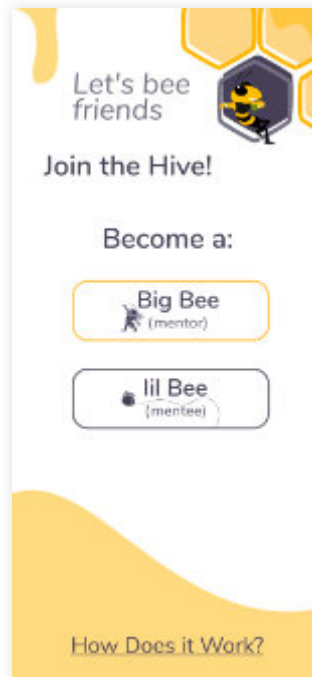 Let's bee
friends
Join the Hive!
Become a:
Big Bee
(mentor)
lil Bee
(mentee)
How Does it Work?